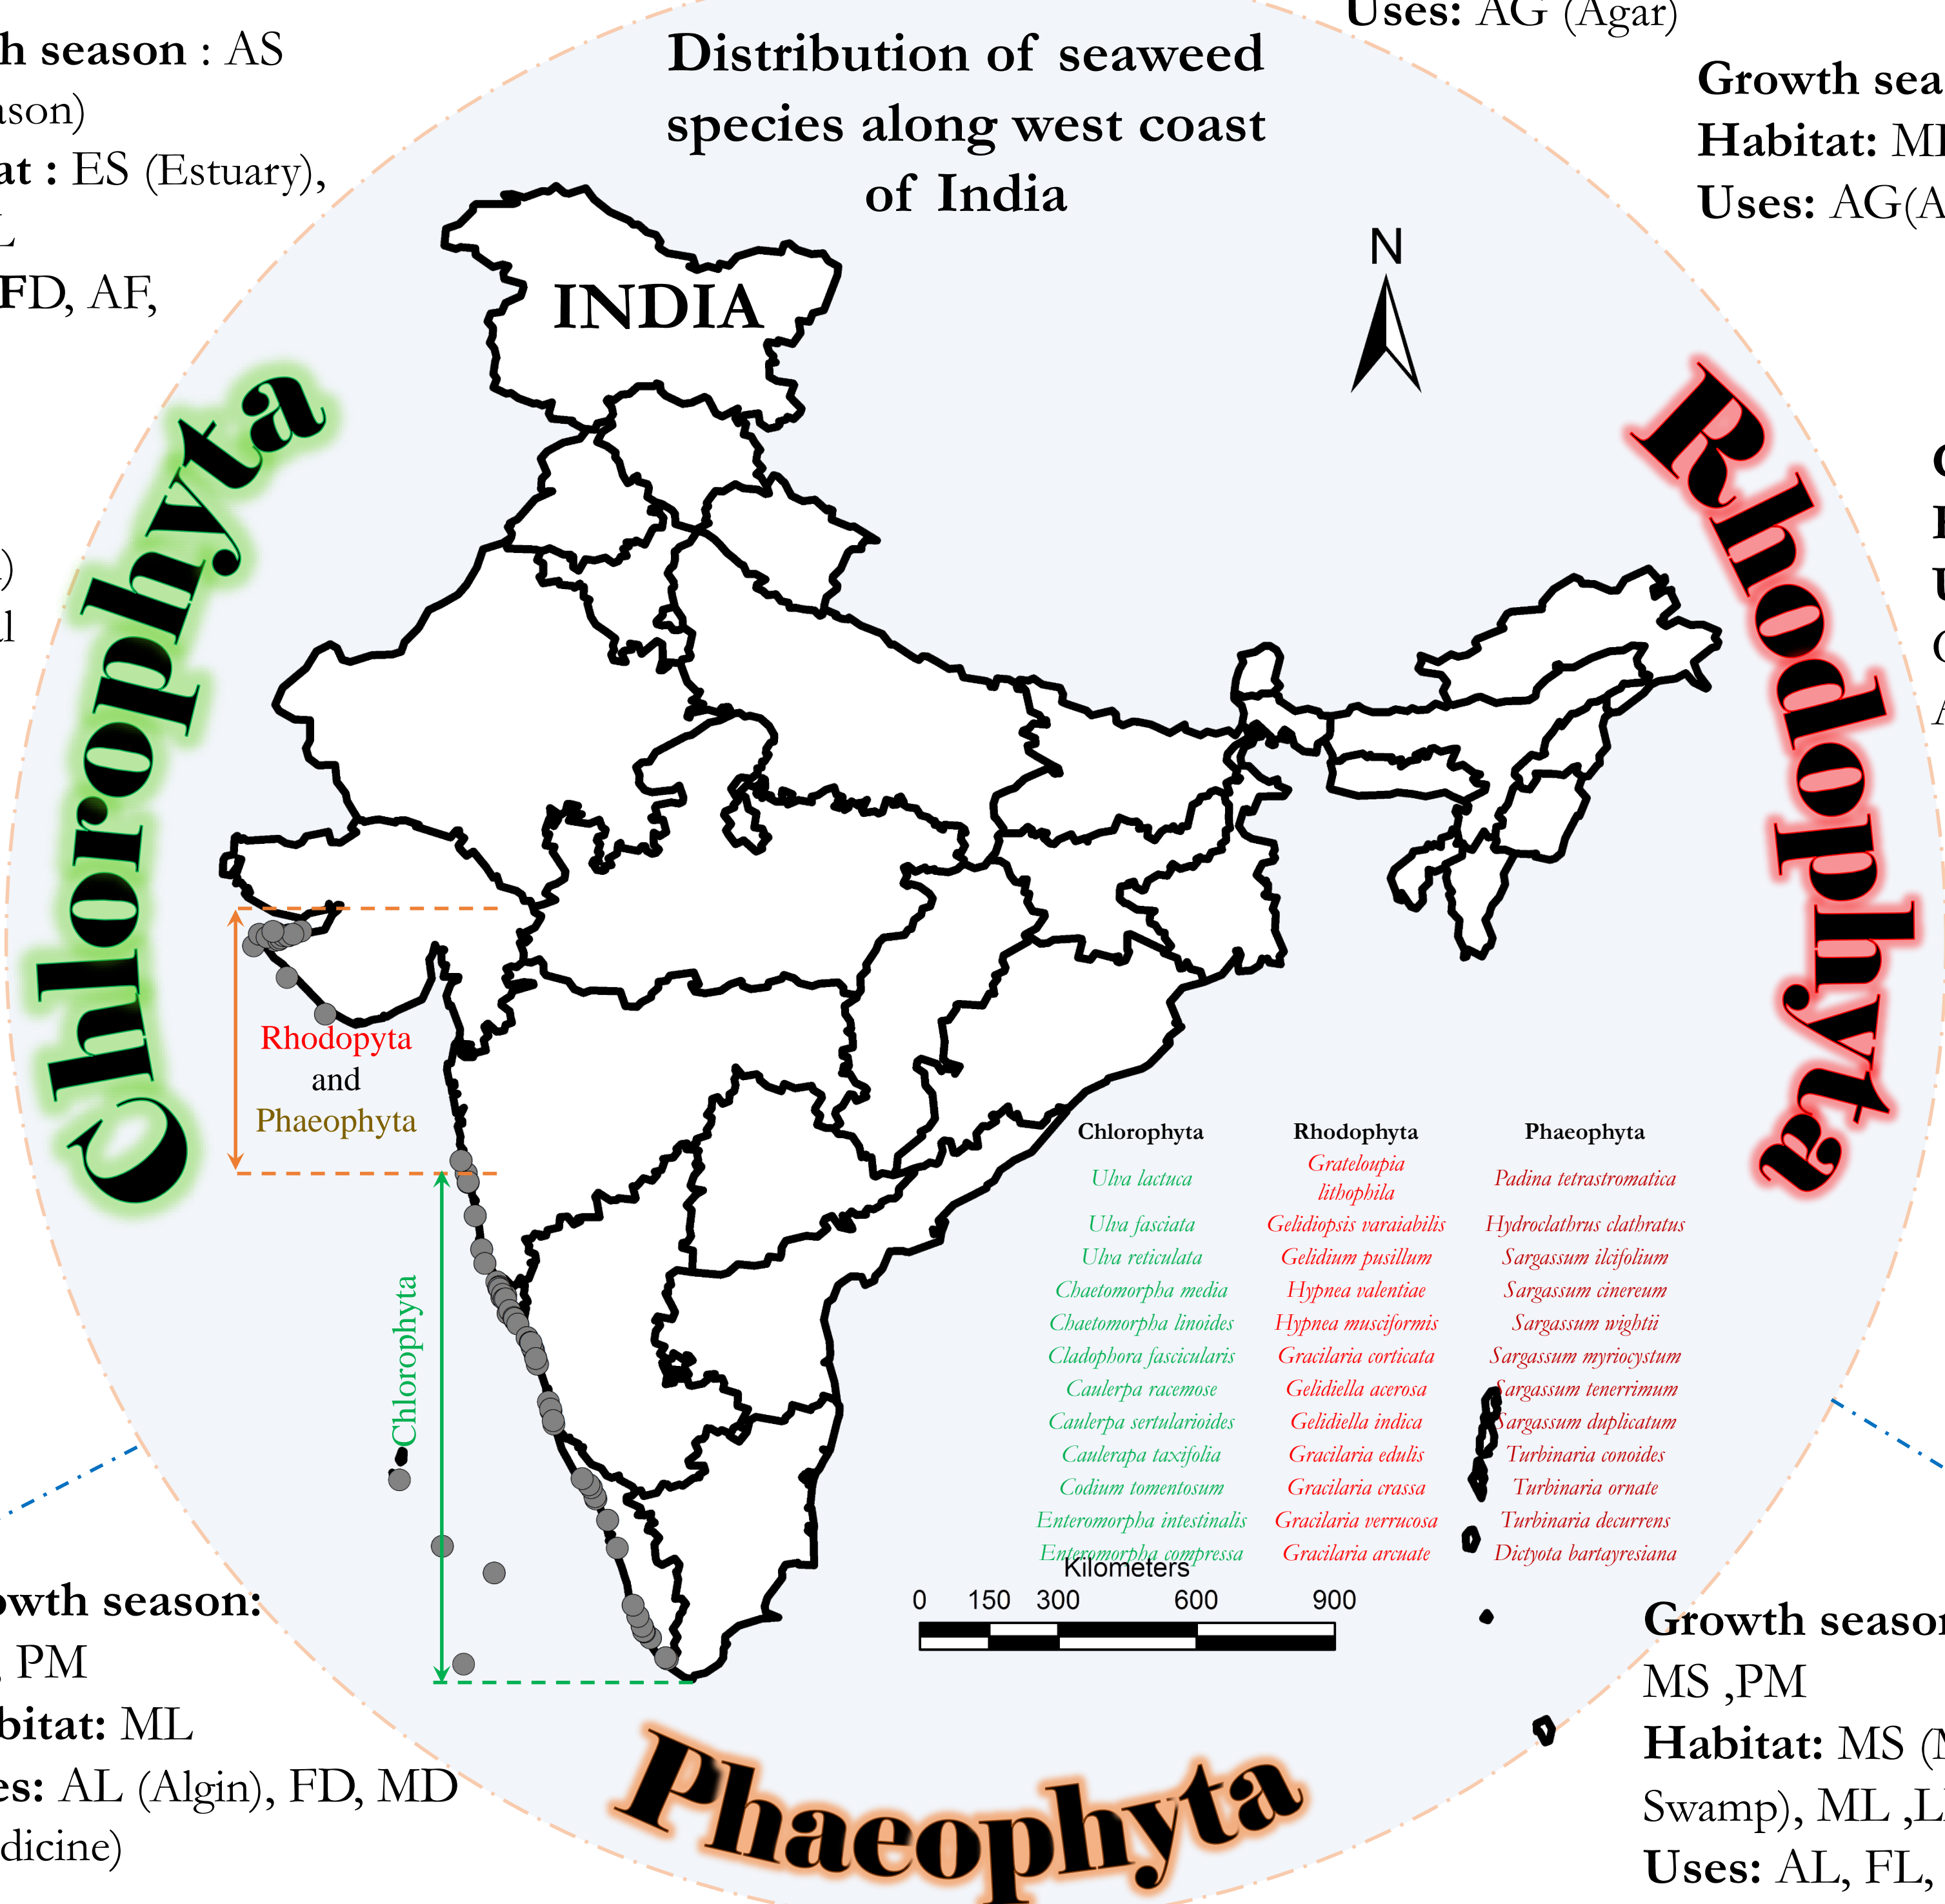 h season : AS
ason)
at : ES (Estuary),
L
FD, AF,
)
l
Uses: AG (Agar)
Growth sea
Habitat: M
Uses: AG(A
Distribution of seaweed
species along west coast
of India
N
INDIA
Chlorophyta
Rhodophyta
Phaeophyta
Rhodopyta
and
Phaeophyta
Chlorophyta
Chlorophyta Rhodophyta Phaeophyta
Ulva lactuca Grateloupia lithophila Padina tetrastromatica
Ulva fasciata Gelidiopsis varaiabilis Hydroclathrus clathratus
Ulva reticulata Gelidium pusillum Sargassum ilcifolium
Chaetomorpha media Hypnea valentiae Sargassum cinereum
Chaetomorpha linoides Hypnea musciformis Sargassum wightii
Cladophora fascicularis Gracilaria corticata Sargassum myriocystum
Caulerpa racemose Gelidiella acerosa Sargassum tenerrimum
Caulerpa sertularioides Gelidiella indica Sargassum duplicatum
Caulerapa taxifolia Gracilaria edulis Turbinaria conoides
Codium tomentosum Gracilaria crassa Turbinaria ornate
Enteromorpha intestinalis Gracilaria verrucosa Turbinaria decurrens
Enteromorpha compressa Gracilaria arcuate Dictyota bartayresiana
Kilometers
0 150 300 600 900
owth season:
, PM
bitat: ML
es: AL (Algin), FD, MD
dicine)
Growth season
MS ,PM
Habitat: MS (M
Swamp), ML ,L
Uses: AL, FL,